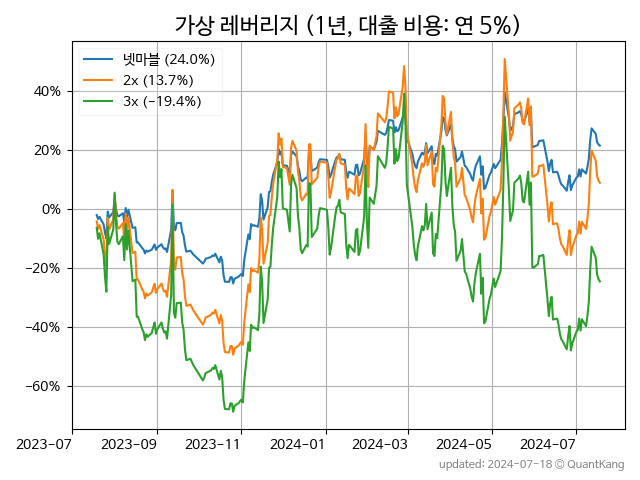 가상 레버리지 (1년, 대출 비용: 연 5%)
넷마블 (24.0%)
2x (13.7%)
3x (−19.4%)
40%
20%
0%
−20%
−40%
−60%
2023-07 2023-09 2023-11 2024-01 2024-03 2024-05 2024-07
updated: 2024-07-18 © QuantKang